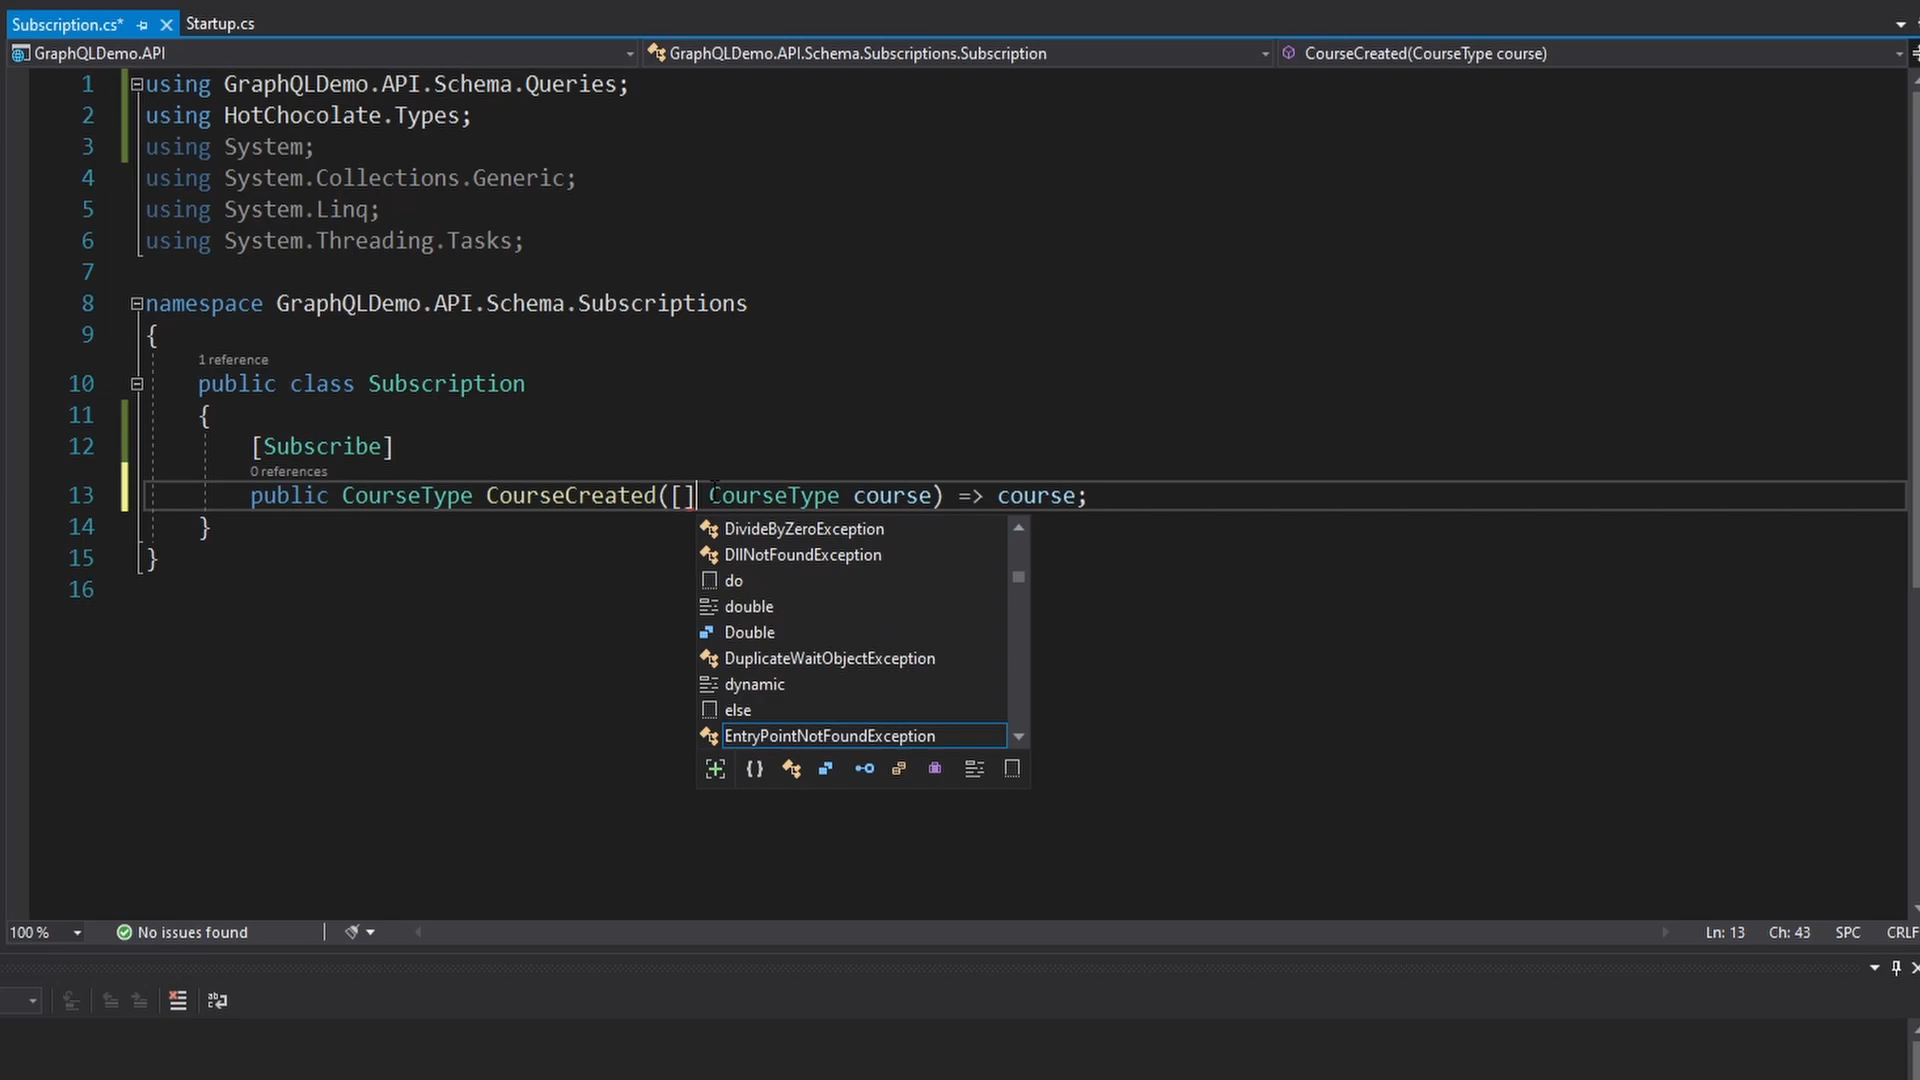 Subscription.cs*
Startup.cs
GraphQLDemo.API
GraphQLDemo.API.Schema.Subscriptions.Subscription
CourseCreated(CourseType course)
1 using GraphQLDemo.API.Schema.Queries;
2 using HotChocolate.Types;
3 using System;
4 using System.Collections.Generic;
5 using System.Linq;
6 using System.Threading.Tasks;
7
8 namespace GraphQLDemo.API.Schema.Subscriptions
9 {
1 reference
10 public class Subscription
11 {
12 [Subscribe]
0 references
13 public CourseType CourseCreated([] CourseType course) => course;
14 }
15 }
16
DivideByZeroException
DllNotFoundException
do
double
Double
DuplicateWaitObjectException
dynamic
else
EntryPointNotFoundException
100 %
No issues found
Ln: 13
Ch: 43
SPC
CRLF